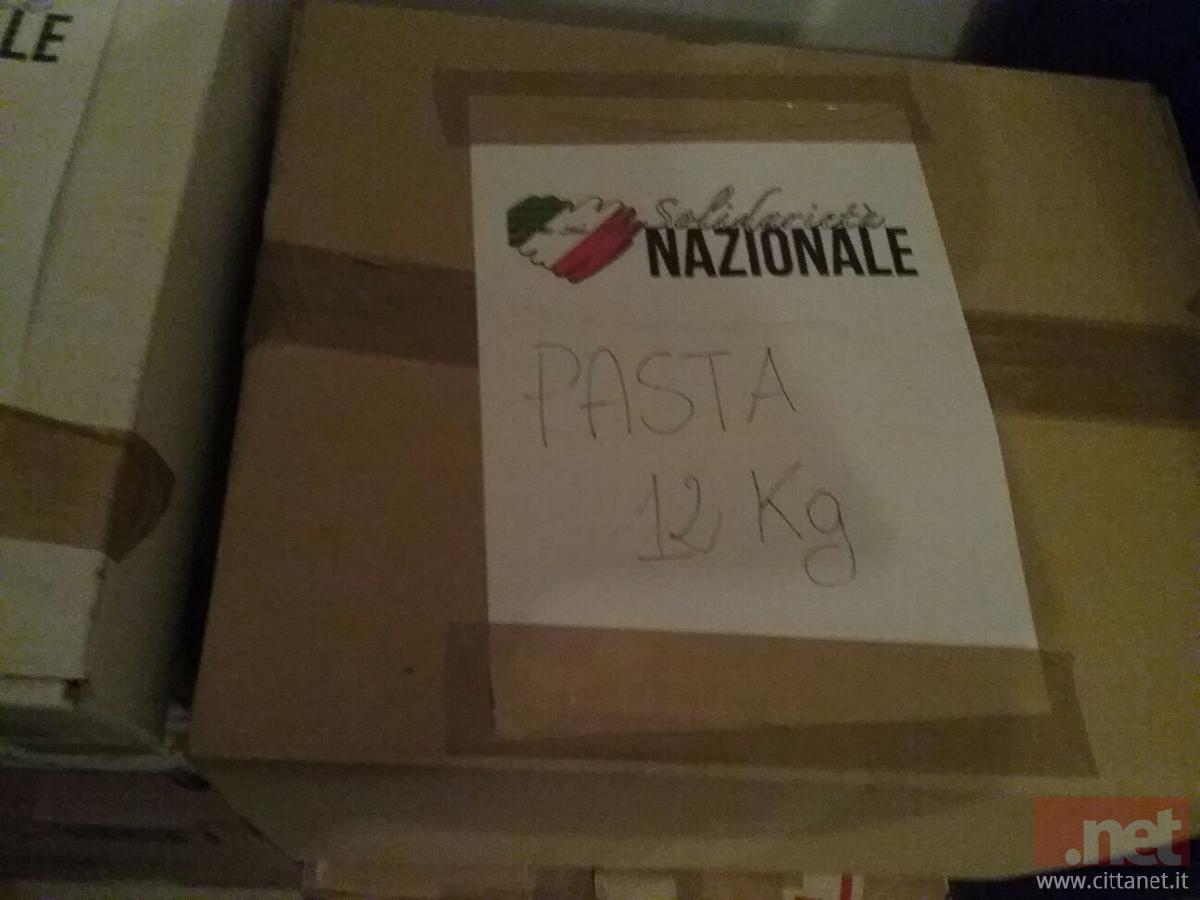 LE
Solidarietà
NAZIONALE
PASTA
12 Kg
.net
www.cittanet.it